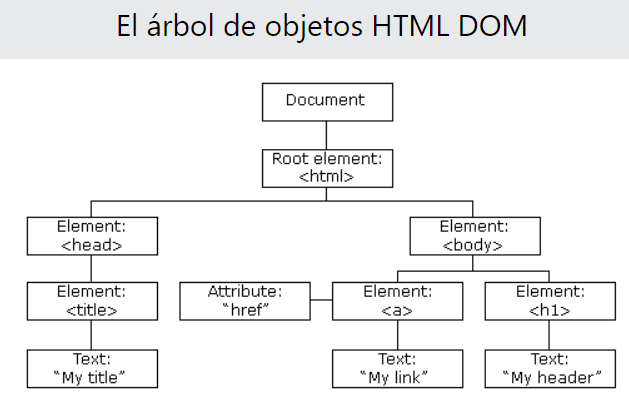 El árbol de objetos HTML DOM
Document
Root element:
<html>
Element:
<head>
Element:
<body>
Element:
<title>
Attribute:
“href”
Element:
<a>
Element:
<h1>
Text:
“My title”
Text:
“My link”
Text:
“My header”